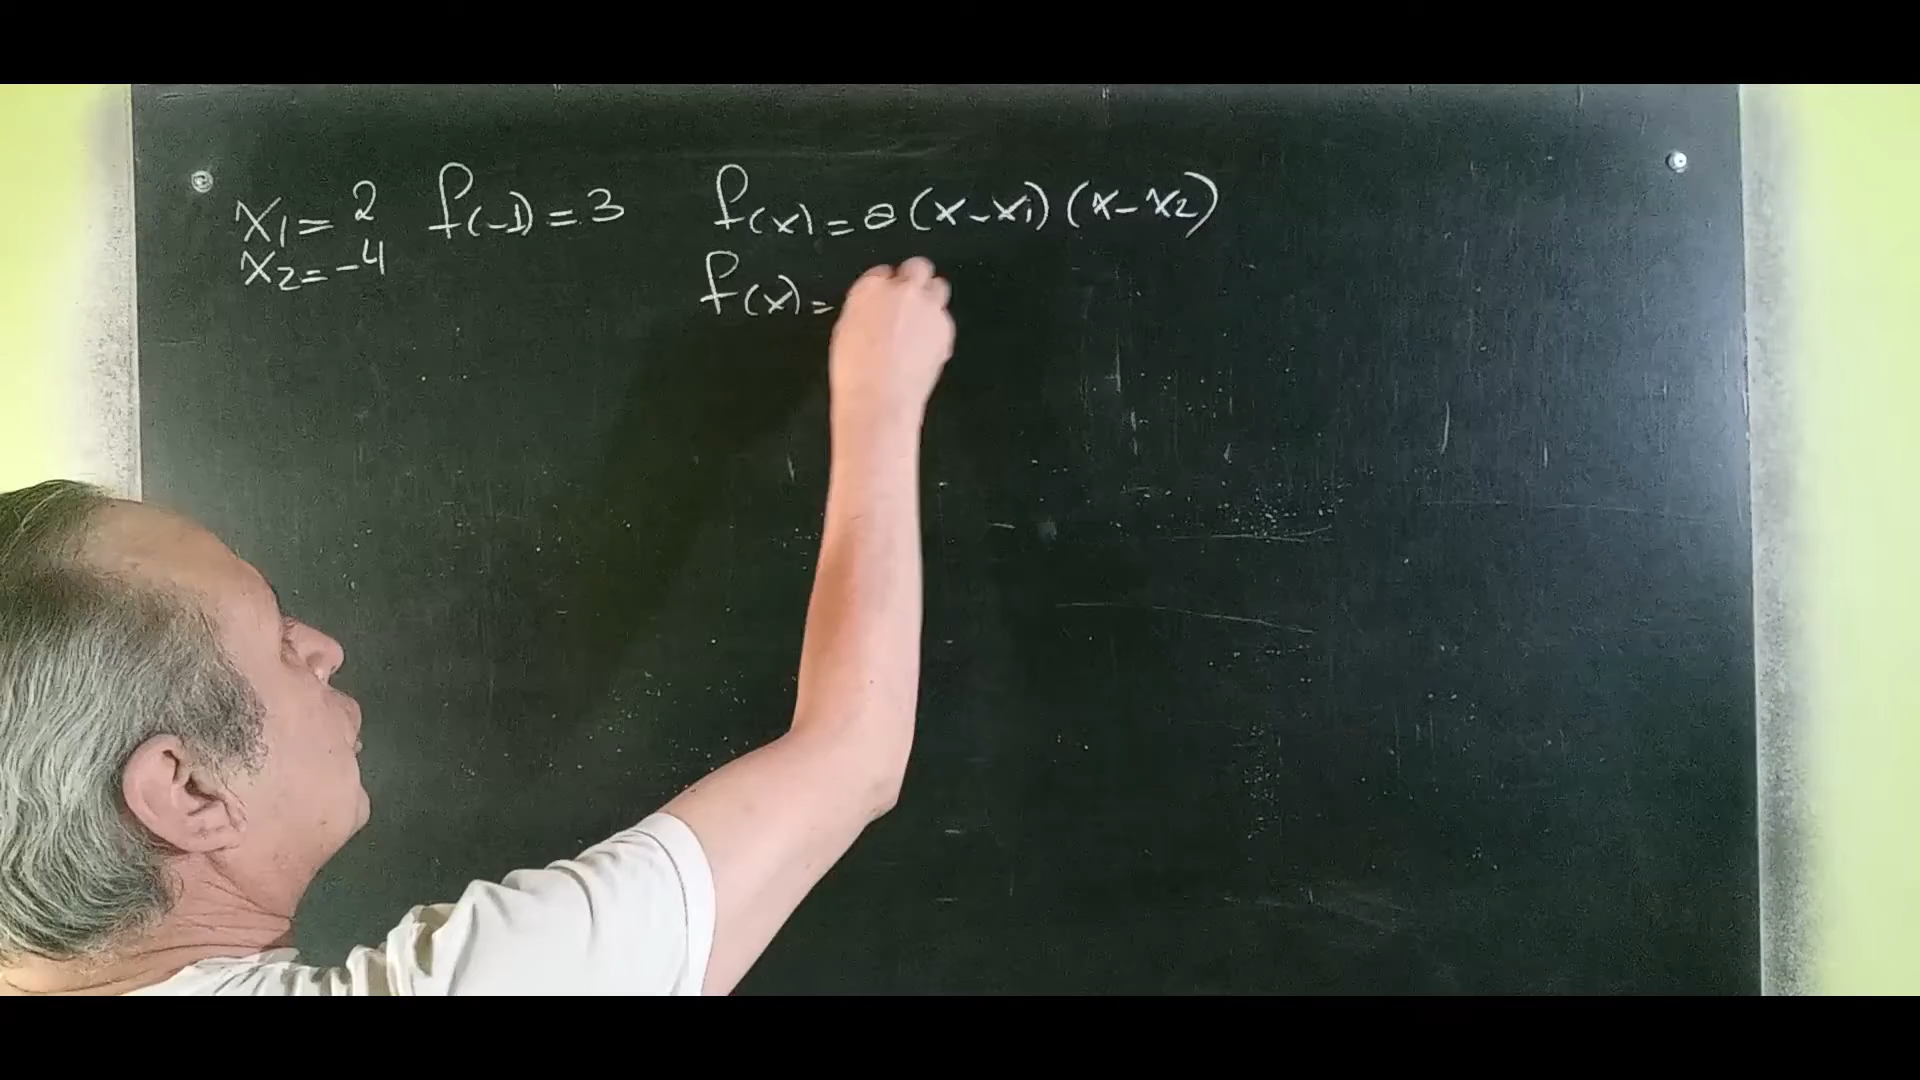 x₁ = 2 f(-1) = 3 f(x) = a(x - x₁)(x - x₂)
x₂ = -4 f(x) =